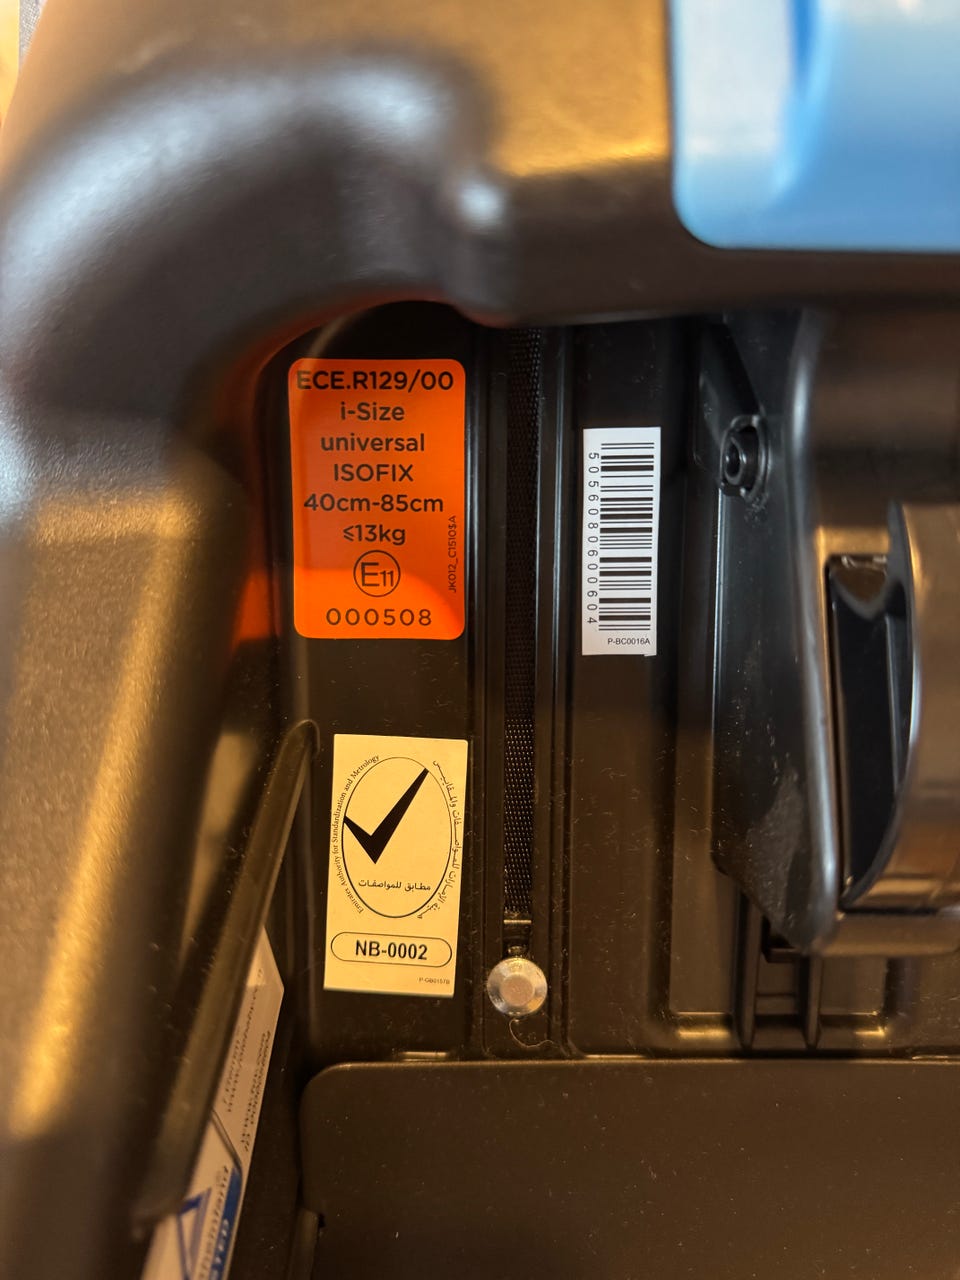 ECE.R129/00
i-Size
universal
ISOFIX
40cm-85cm
≤13kg
E11
000508
JK012_C1510$A
5056080600604
P-BC0016A
Emirates Authority for Standardization and Metrology
هيئة الإمارات للمواصفات والمقاييس
مطابق للمواصفات
NB-0002
P-GB0157B